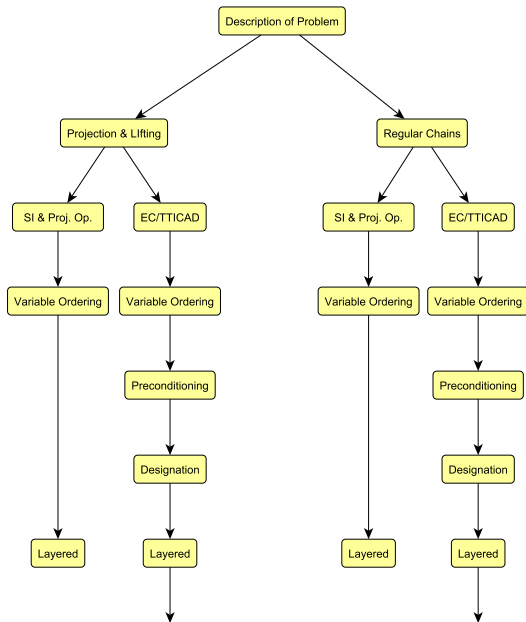 Description of Problem
Projection & LIfting
Regular Chains
SI & Proj. Op.
EC/TTICAD
SI & Proj. Op.
EC/TTICAD
Variable Ordering
Variable Ordering
Variable Ordering
Variable Ordering
Preconditioning
Preconditioning
Designation
Designation
Layered
Layered
Layered
Layered